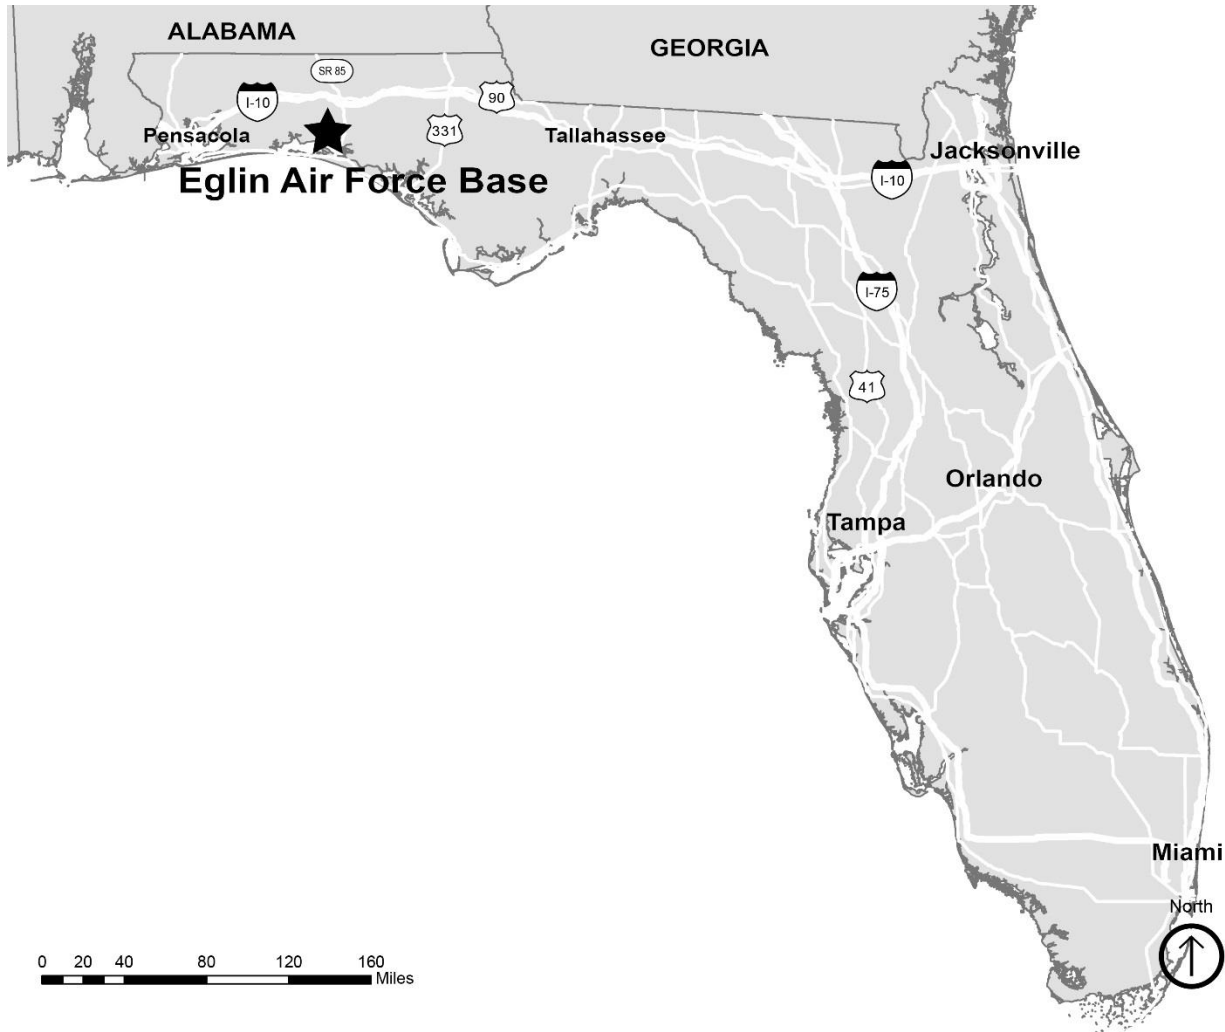 ALABAMA
GEORGIA
SR 85
I-10
90
Pensacola
331
Tallahassee
Jacksonville
Eglin Air Force Base
I-10
I-75
41
Orlando
Tampa
Miami
North
0 20 40 80 120 160
Miles